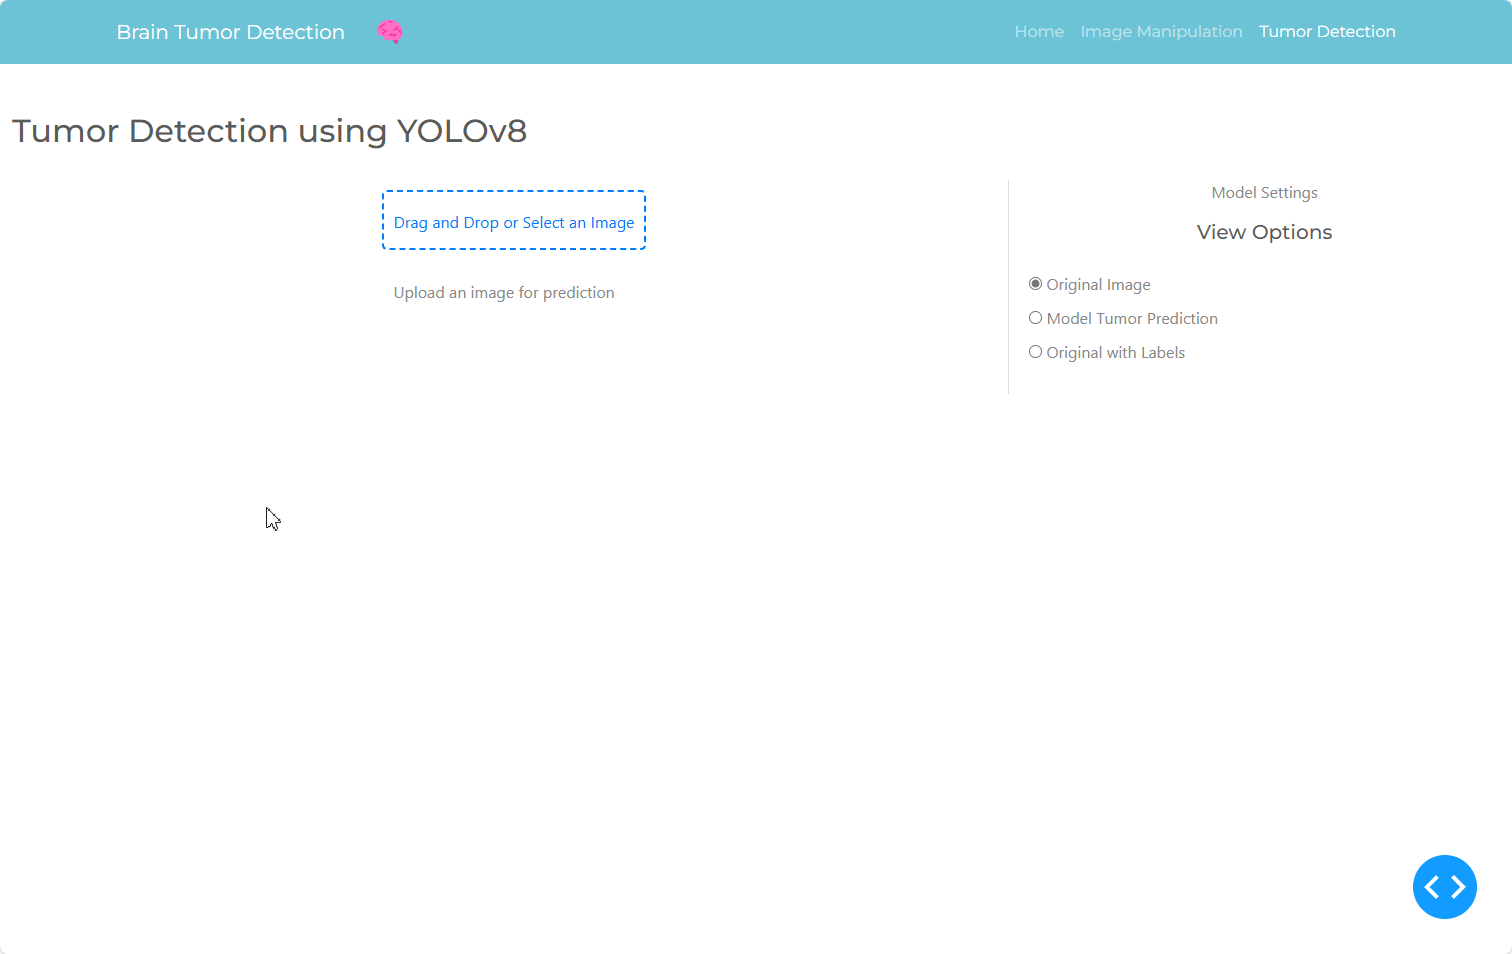 Brain Tumor Detection
Home Image Manipulation Tumor Detection
Tumor Detection using YOLOv8
Drag and Drop or Select an Image
Upload an image for prediction
Model Settings
View Options
Original Image
Model Tumor Prediction
Original with Labels